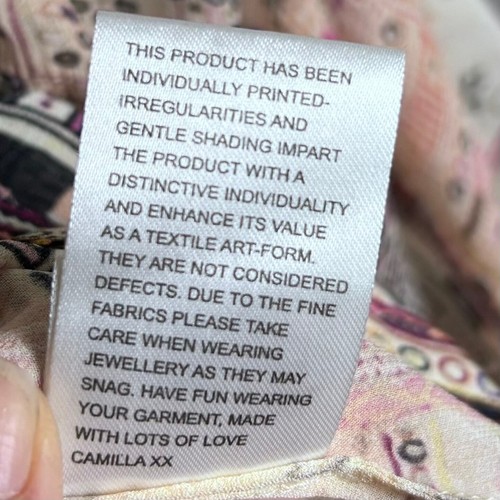 THIS PRODUCT HAS BEEN
INDIVIDUALLY PRINTED-
IRREGULARITIES AND
GENTLE SHADING IMPART
THE PRODUCT WITH A
DISTINCTIVE INDIVIDUALITY
AND ENHANCE ITS VALUE
AS A TEXTILE ART-FORM.
THEY ARE NOT CONSIDERED
DEFECTS. DUE TO THE FINE
FABRICS PLEASE TAKE
CARE WHEN WEARING
JEWELLERY AS THEY MAY
SNAG. HAVE FUN WEARING
YOUR GARMENT, MADE
WITH LOTS OF LOVE
CAMILLA XX